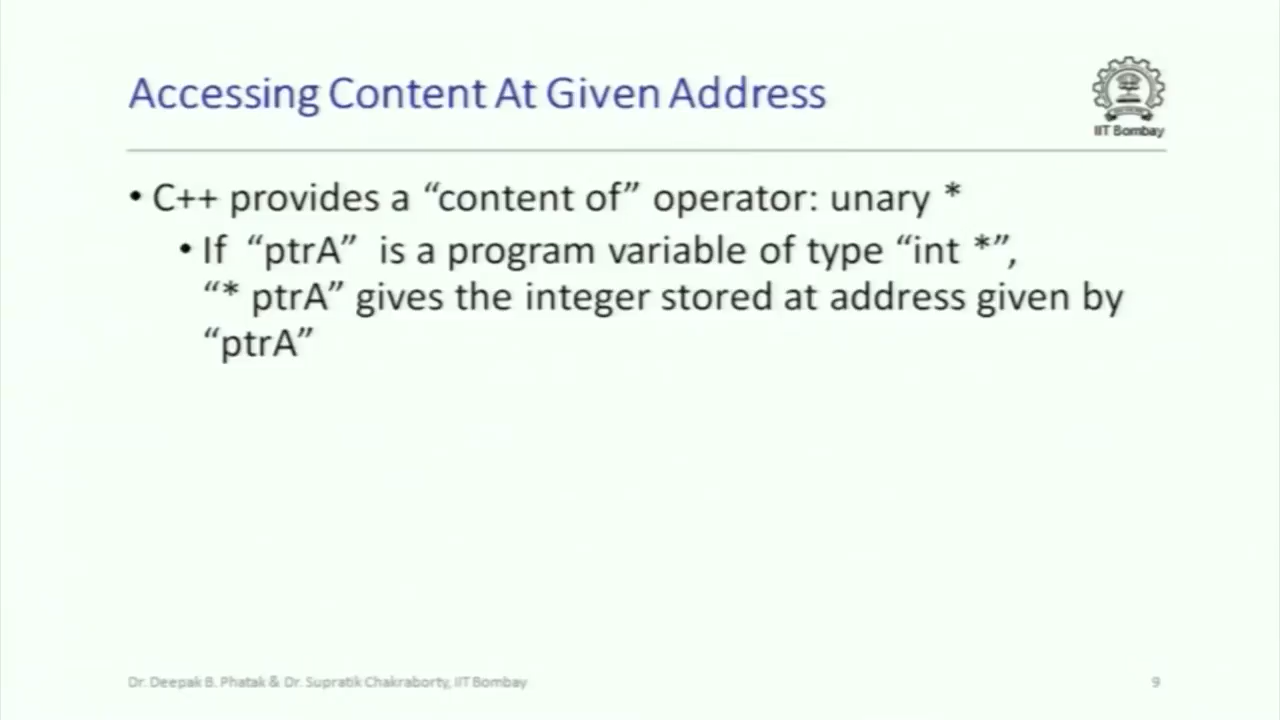 Accessing Content At Given Address
IIT Bombay
• C++ provides a “content of” operator: unary *
• If “ptrA” is a program variable of type “int *”,
“* ptrA” gives the integer stored at address given by
“ptrA”
Dr. Deepak B. Phatak & Dr. Supratik Chakraborty, IIT Bombay
9